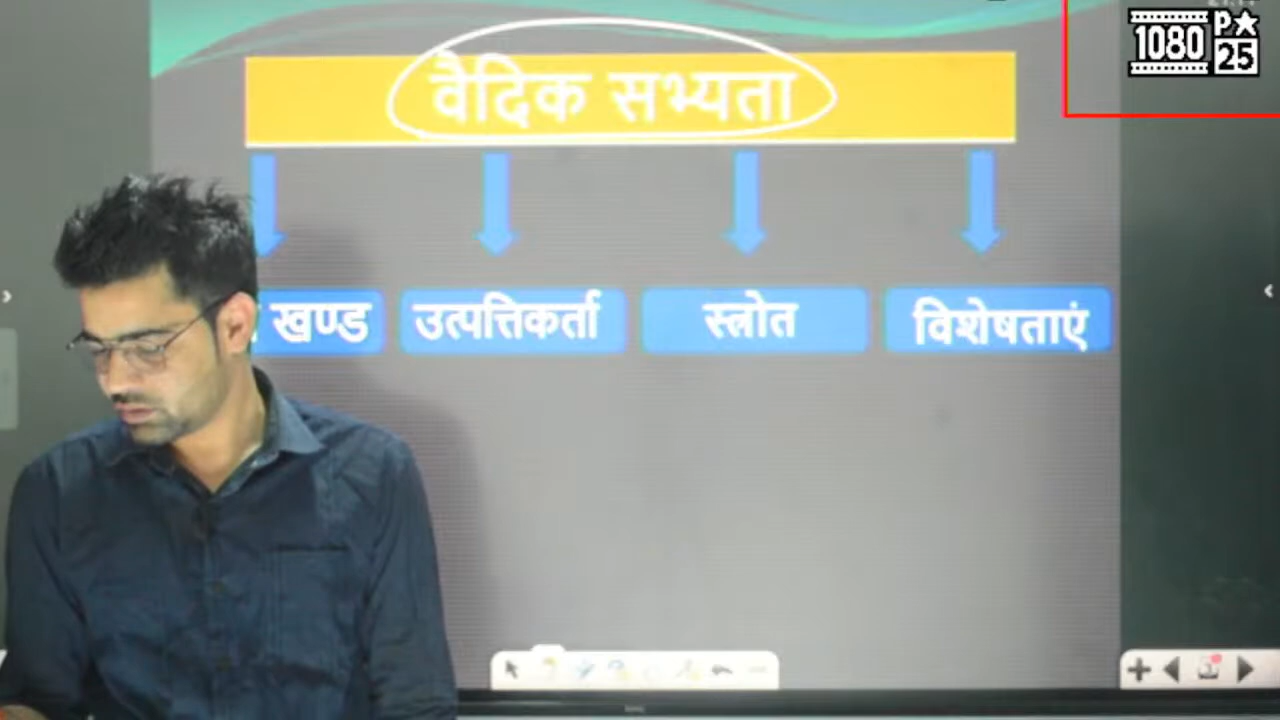 1080 P
25
वैदिक सभ्यता
खण्ड
उत्पत्तिकर्ता
स्त्रोत
विशेषताएं